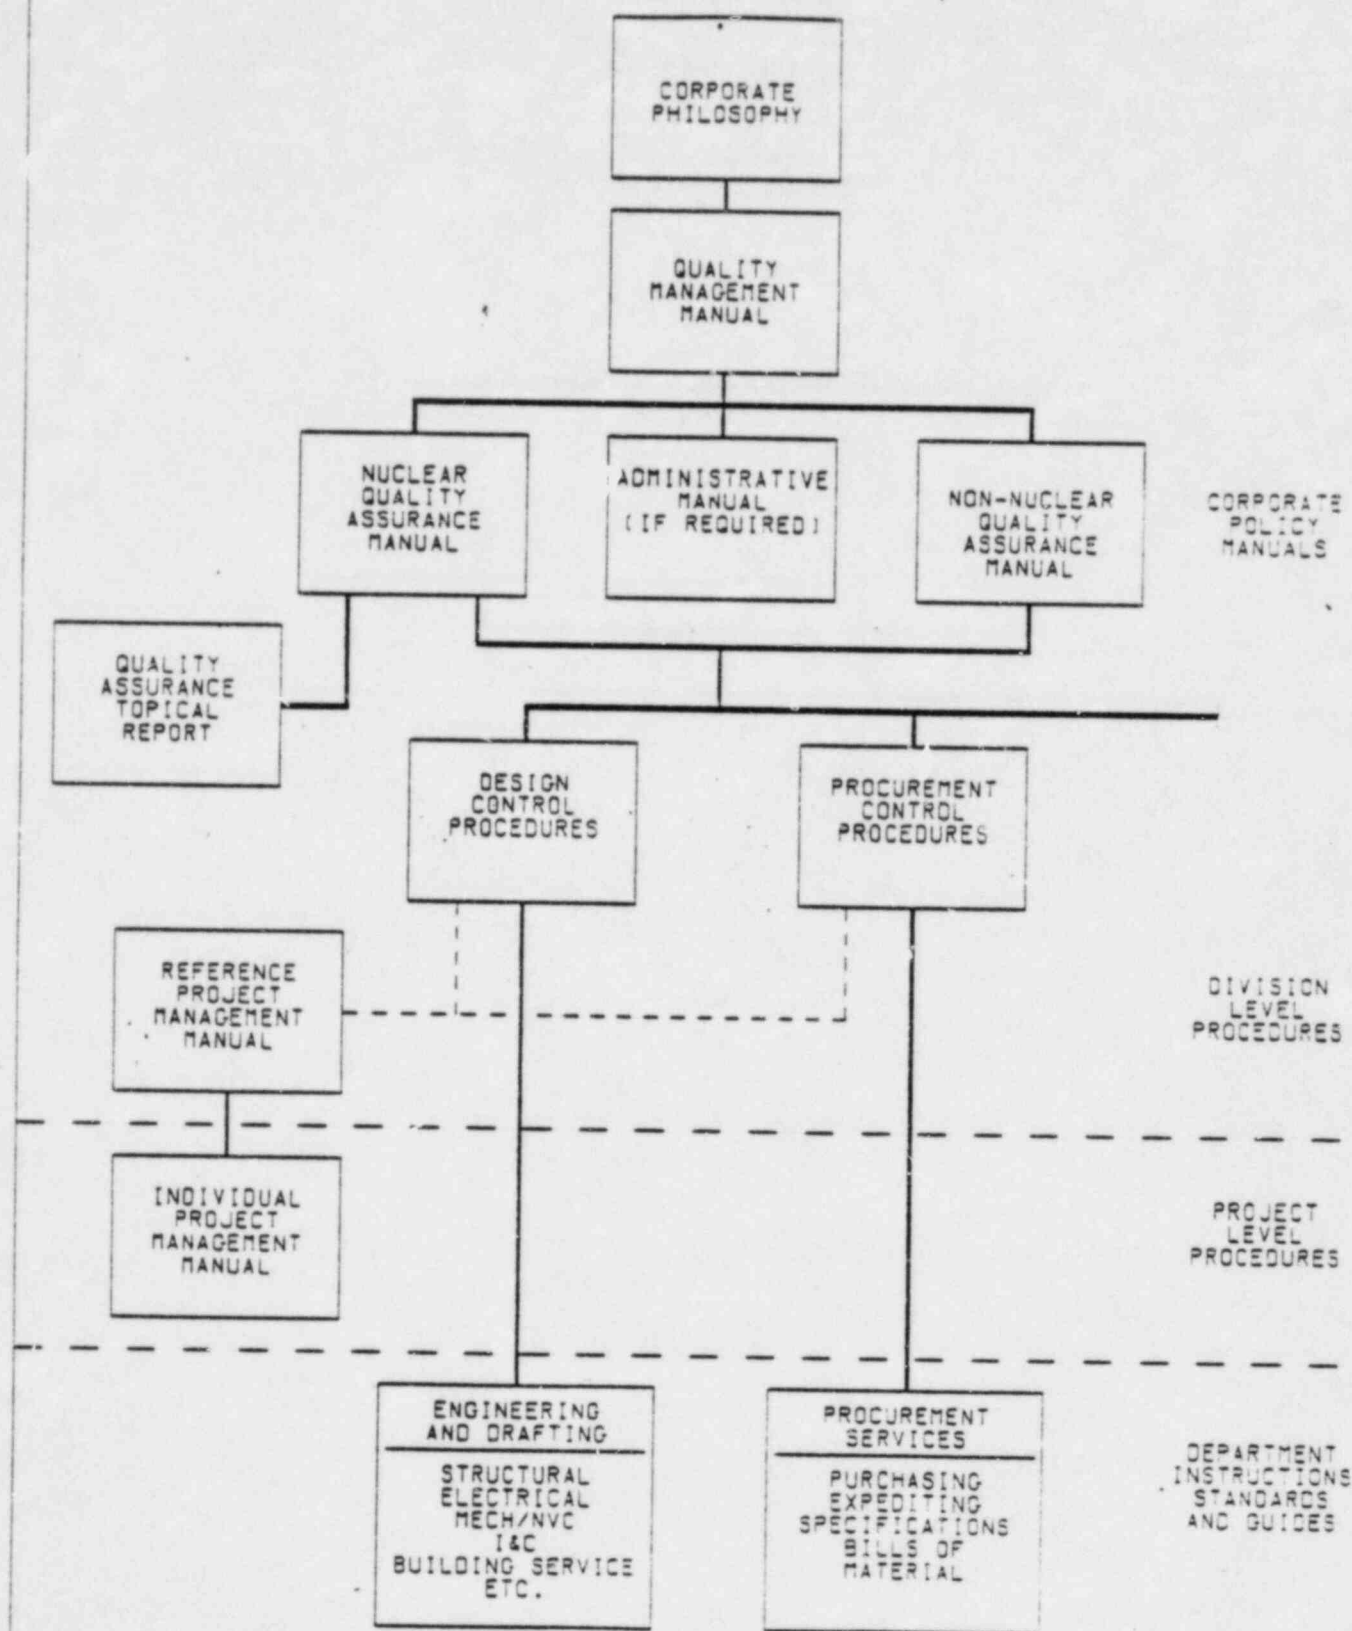 CORPORATE
PHILOSOPHY
QUALITY
MANAGEMENT
MANUAL
NUCLEAR
QUALITY
ASSURANCE
MANUAL
ADMINISTRATIVE
MANUAL
(IF REQUIRED)
NON-NUCLEAR
QUALITY
ASSURANCE
MANUAL
CORPORATE
POLICY
MANUALS
QUALITY
ASSURANCE
TOPICAL
REPORT
DESIGN
CONTROL
PROCEDURES
PROCUREMENT
CONTROL
PROCEDURES
REFERENCE
PROJECT
MANAGEMENT
MANUAL
DIVISION
LEVEL
PROCEDURES
INDIVIDUAL
PROJECT
MANAGEMENT
MANUAL
PROJECT
LEVEL
PROCEDURES
ENGINEERING
AND DRAFTING
STRUCTURAL
ELECTRICAL
MECH/NVC
I&C
BUILDING SERVICE
ETC.
PROCUREMENT
SERVICES
PURCHASING
EXPEDITING
SPECIFICATIONS
BILLS OF
MATERIAL
DEPARTMENT
INSTRUCTIONS
STANDARDS
AND GUIDES